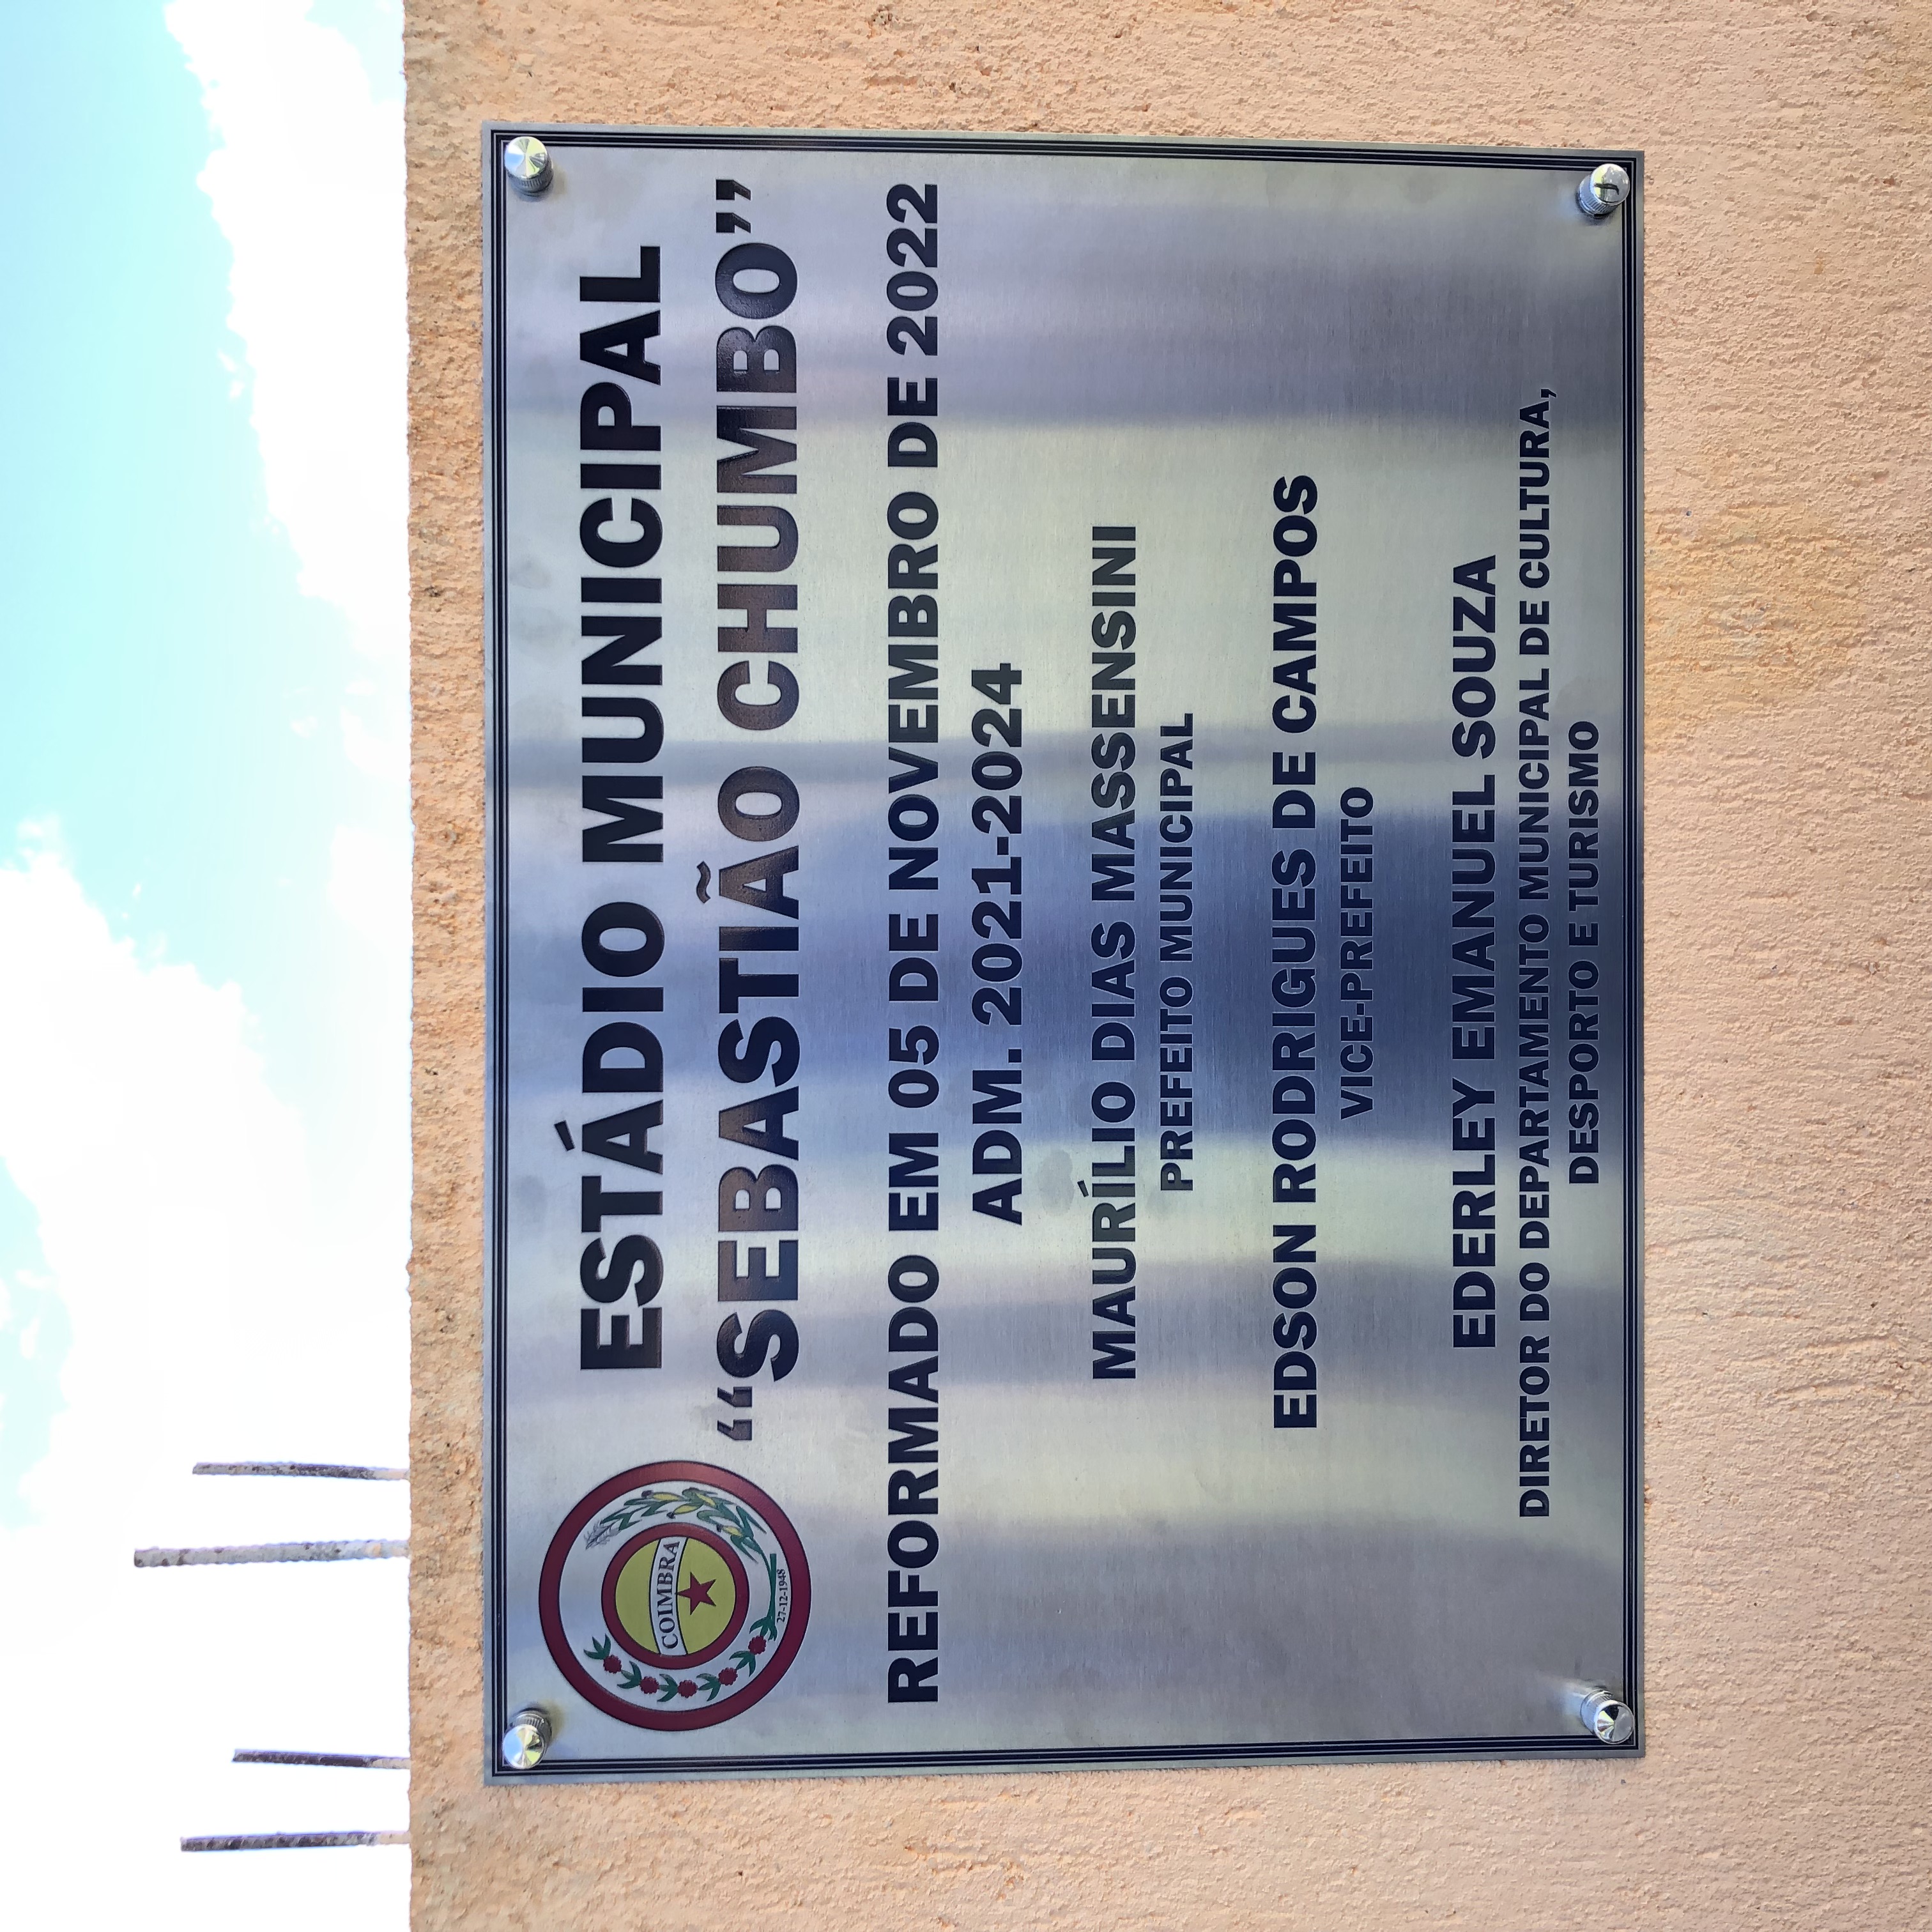 ESTÁDIO MUNICIPAL
“SEBASTIÃO CHUMBO”
COIMBRA
27-12-1948
REFORMADO EM 05 DE NOVEMBRO DE 2022
ADM. 2021-2024
MAURÍLIO DIAS MASSENSINI
PREFEITO MUNICIPAL
EDSON RODRIGUES DE CAMPOS
VICE-PREFEITO
EDERLEY EMANUEL SOUZA
DIRETOR DO DEPARTAMENTO MUNICIPAL DE CULTURA,
DESPORTO E TURISMO